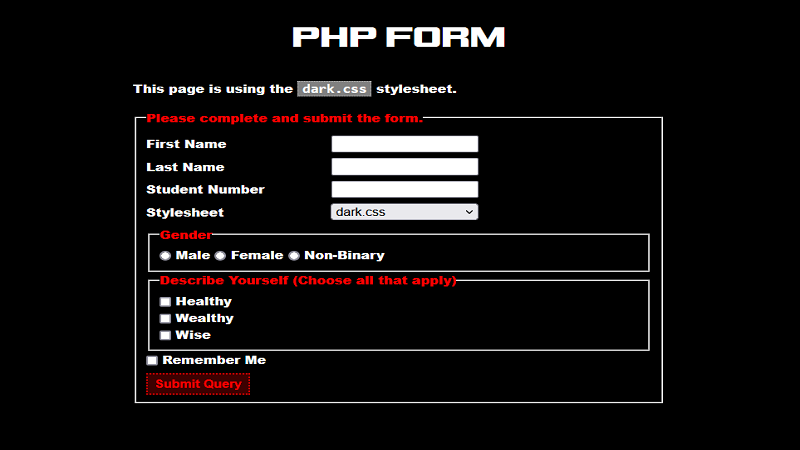 PHP FORM
This page is using the dark.css stylesheet.
Please complete and submit the form.
First Name
Last Name
Student Number
Stylesheet dark.css
Gender
Male Female Non-Binary
Describe Yourself (Choose all that apply)
Healthy
Wealthy
Wise
Remember Me
Submit Query